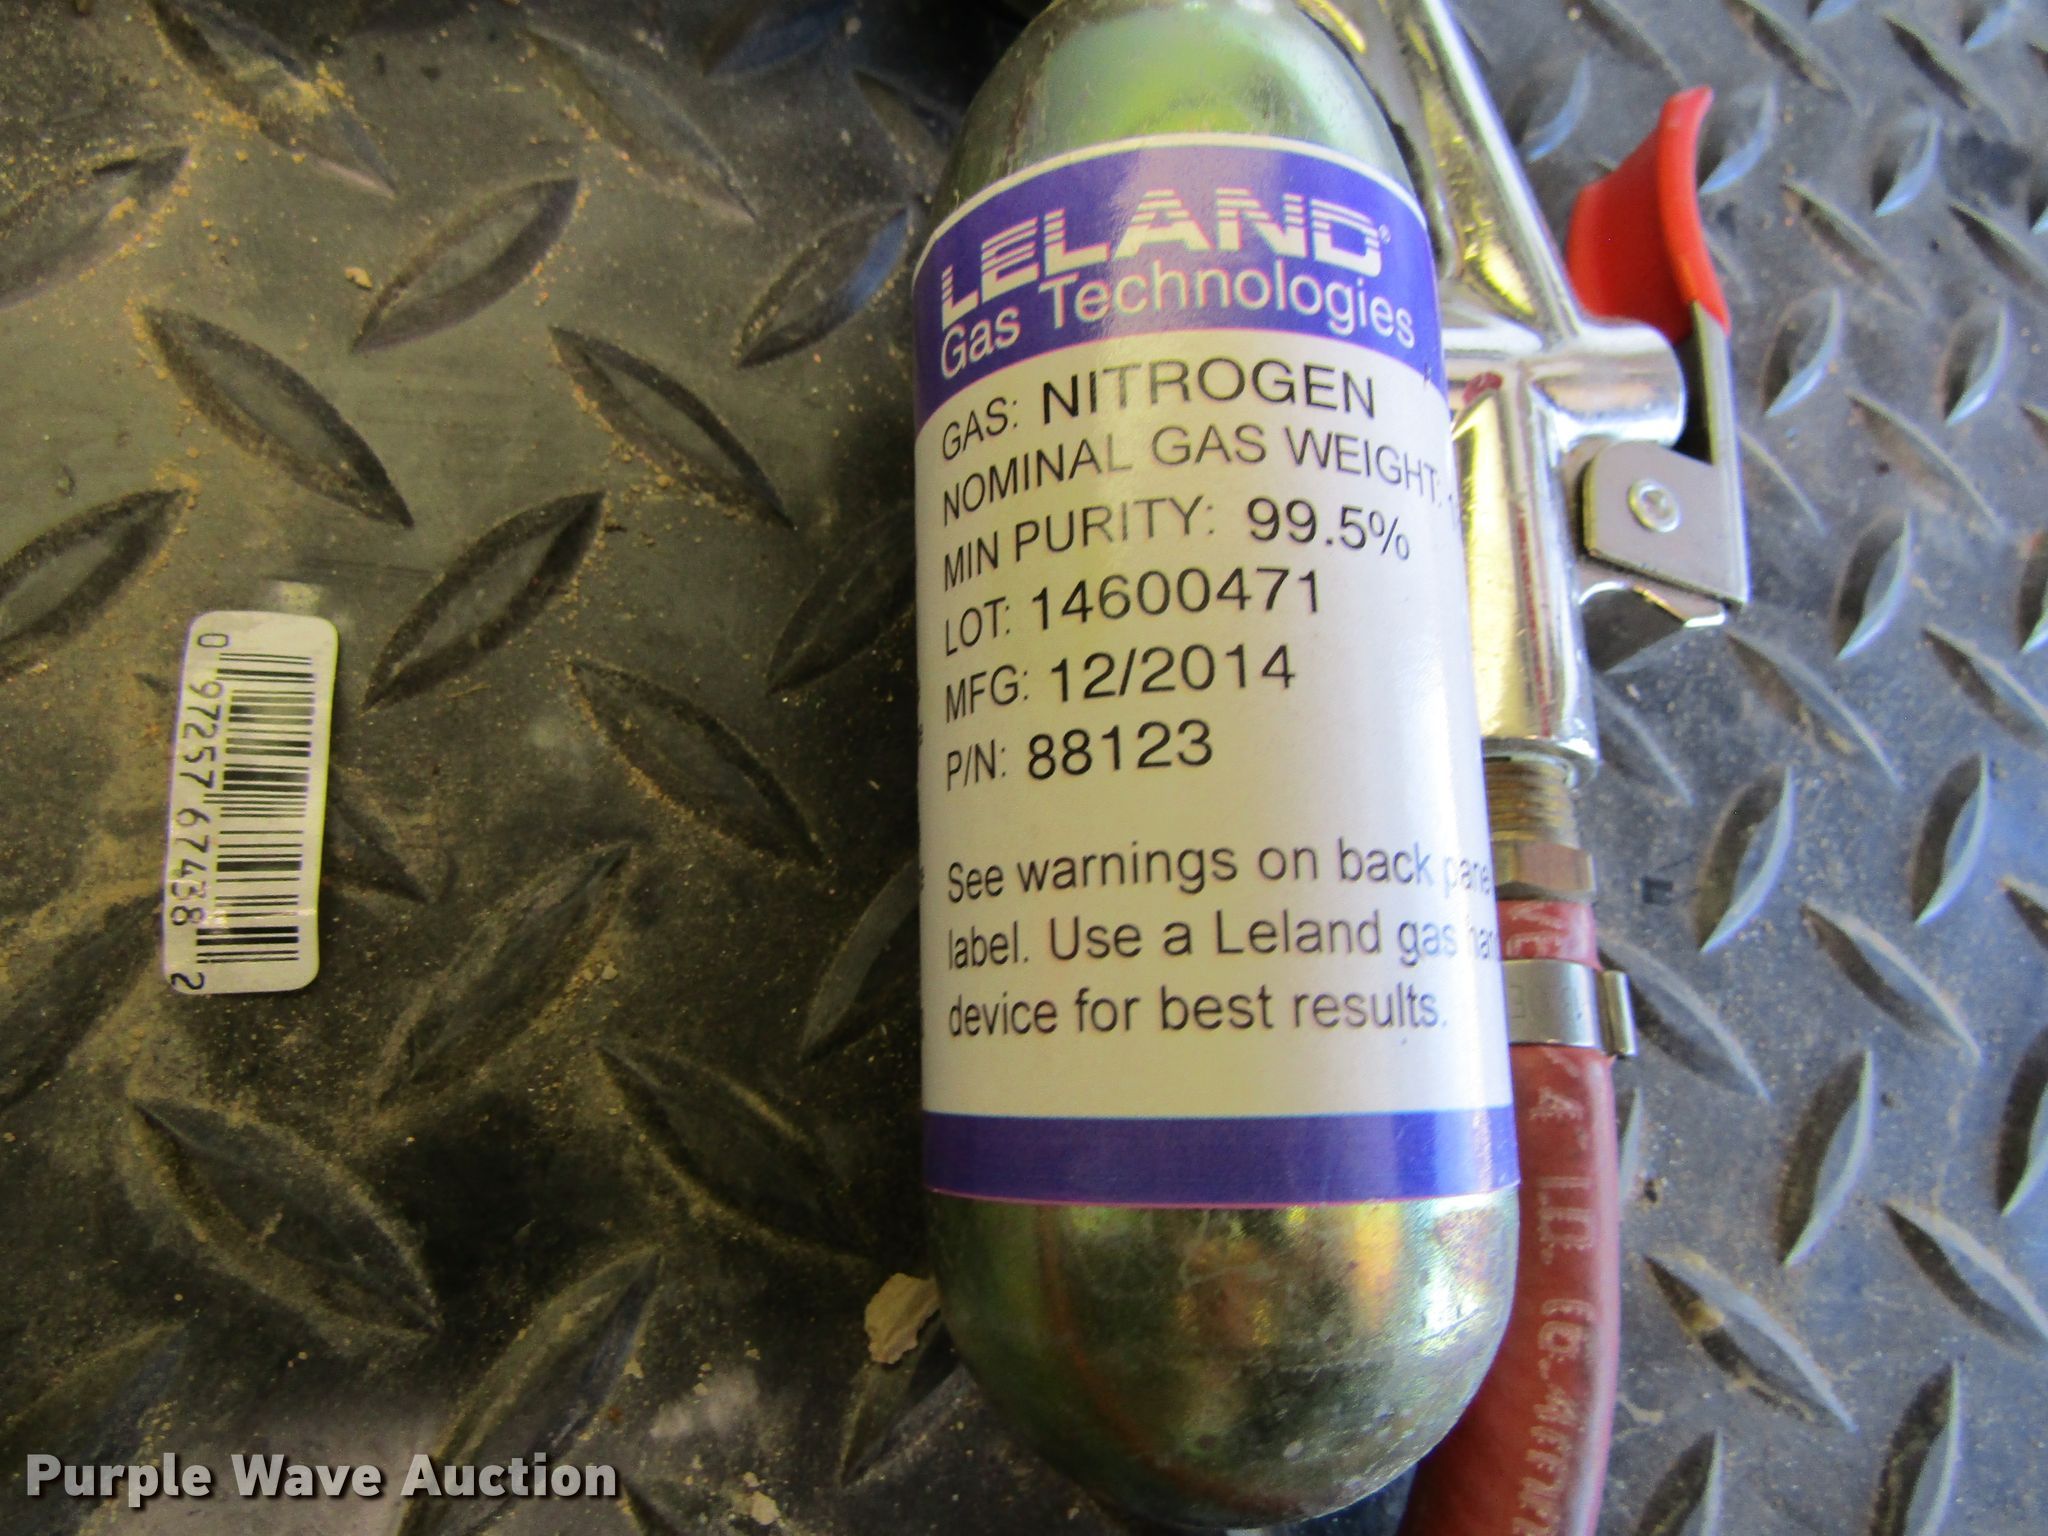 LELAND®
Gas Technologies
GAS: NITROGEN
NOMINAL GAS WEIGHT:
MIN PURITY: 99.5%
LOT: 14600471
MFG: 12/2014
P/N: 88123
See warnings on back
label. Use a Leland gas
device for best results.
0 97257 67438 2
Purple Wave Auction